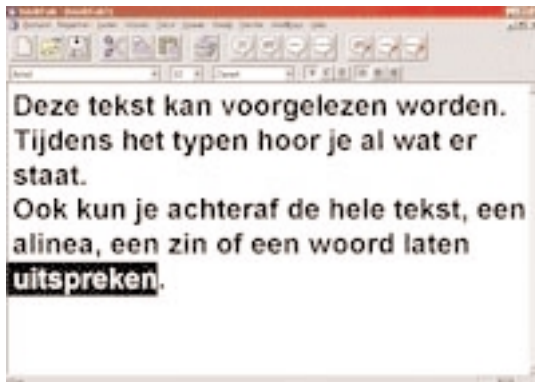 Deze tekst kan voorgelezen worden.
Tijdens het typen hoor je al wat er
staat.
Ook kun je achteraf de hele tekst, een
alinea, een zin of een woord laten
uitspreken.